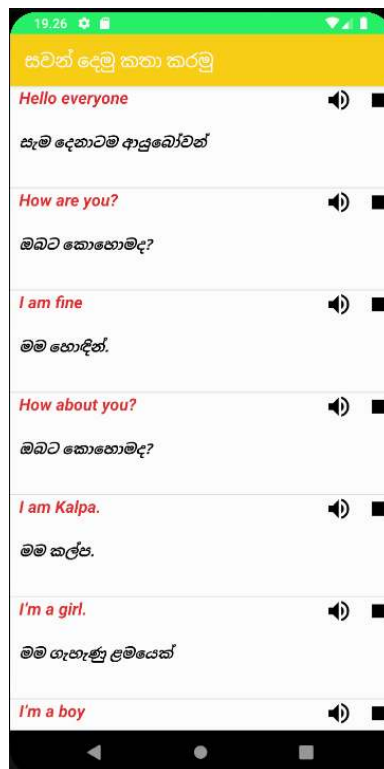 19.26
සවන් දෙමු කතා කරමු
Hello everyone
සැම දෙනාටම ආයුබෝවන්
How are you?
ඔබට කොහොමද?
I am fine
මම හොඳින්.
How about you?
ඔබට කොහොමද?
I am Kalpa.
මම කල්ප.
I'm a girl.
මම ගැහැණු ළමයෙක්
I'm a boy